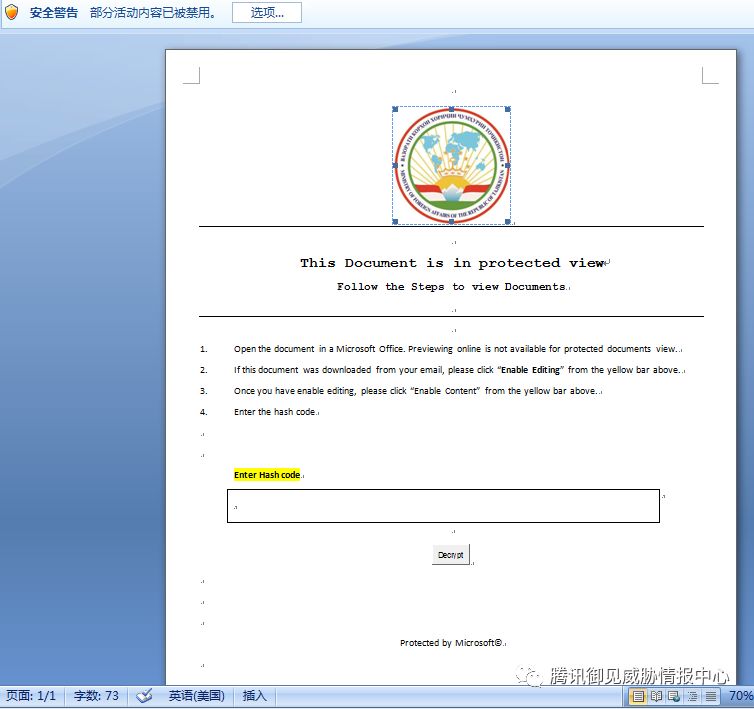 安全警告 部分活动内容已被禁用。 选项...
ВАЗОРАТИ КОРҲОИ ХОРИҶИИ ҶУМҲУРИИ ТОҶИКИСТОН
MINISTRY OF FOREIGN AFFAIRS OF THE REPUBLIC OF TAJIKISTAN
This Document is in protected view
Follow the Steps to view Documents
1. Open the document in a Microsoft Office. Previewing online is not available for protected documents view..
2. If this document was downloaded from your email, please click “Enable Editing” from the yellow bar above..
3. Once you have enable editing, please click “Enable Content” from the yellow bar above..
4. Enter the hash code.
Enter Hash code
Decrypt
Protected by Microsoft©.
腾讯御见威胁情报中心
页面: 1/1 字数: 73 英语(美国) 插入 70%